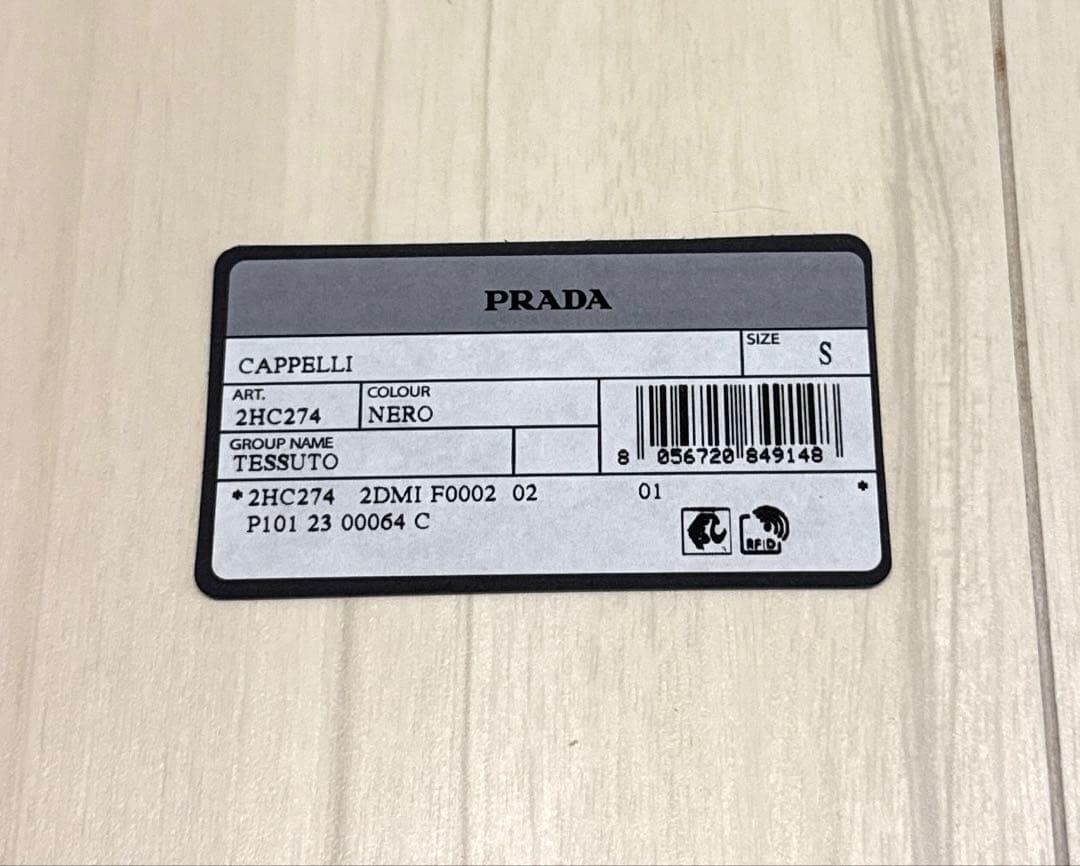 PRADA
CAPPELLI
SIZE
S
ART.
2HC274
COLOUR
NERO
8 056720 849148
GROUP NAME
TESSUTO
*2HC274 2DMI F0002 02 01 *
P101 23 00064 C
RFID